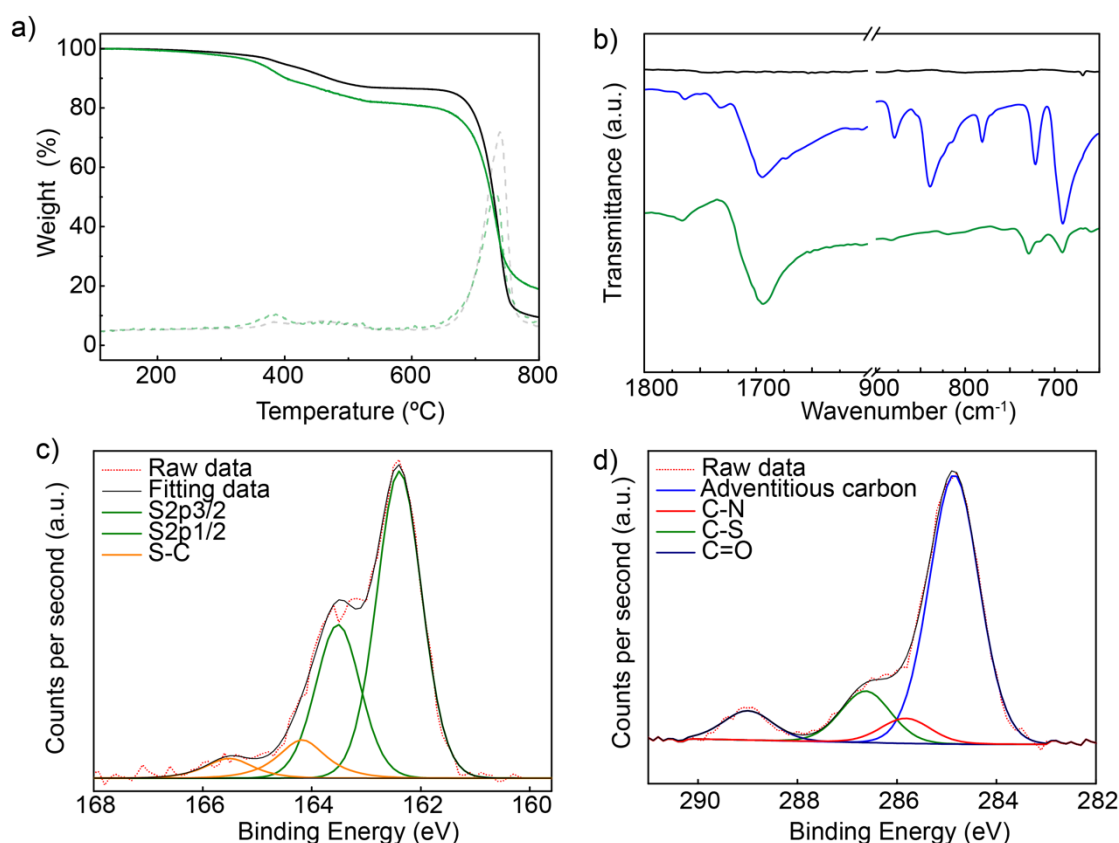 a)
100
80
60
40
20
0
Weight (%)
200
400
600
800
Temperature (ºC)
b)
Transmittance (a.u.)
1800
1700
900
800
700
Wavenumber (cm⁻¹)
c)
Raw data
Fitting data
S2p3/2
S2p1/2
S-C
Counts per second (a.u.)
168
166
164
162
160
Binding Energy (eV)
d)
Raw data
Adventitious carbon
C-N
C-S
C=O
Counts per second (a.u.)
290
288
286
284
282
Binding Energy (eV)